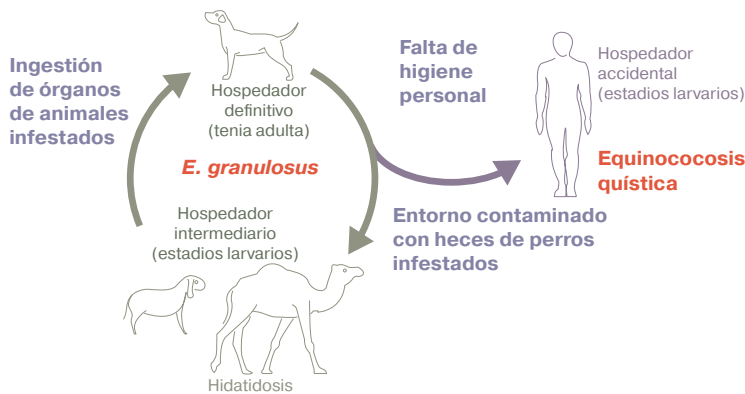 Ingestión
de órganos
de animales
infestados
Hospedador
definitivo
(tenia adulta)
E. granulosus
Hospedador
intermediario
(estadios larvarios)
Hidatidosis
Falta de
higiene
personal
Entorno contaminado
con heces de perros
infestados
Hospedador
accidental
(estadios larvarios)
Equinococosis
quística